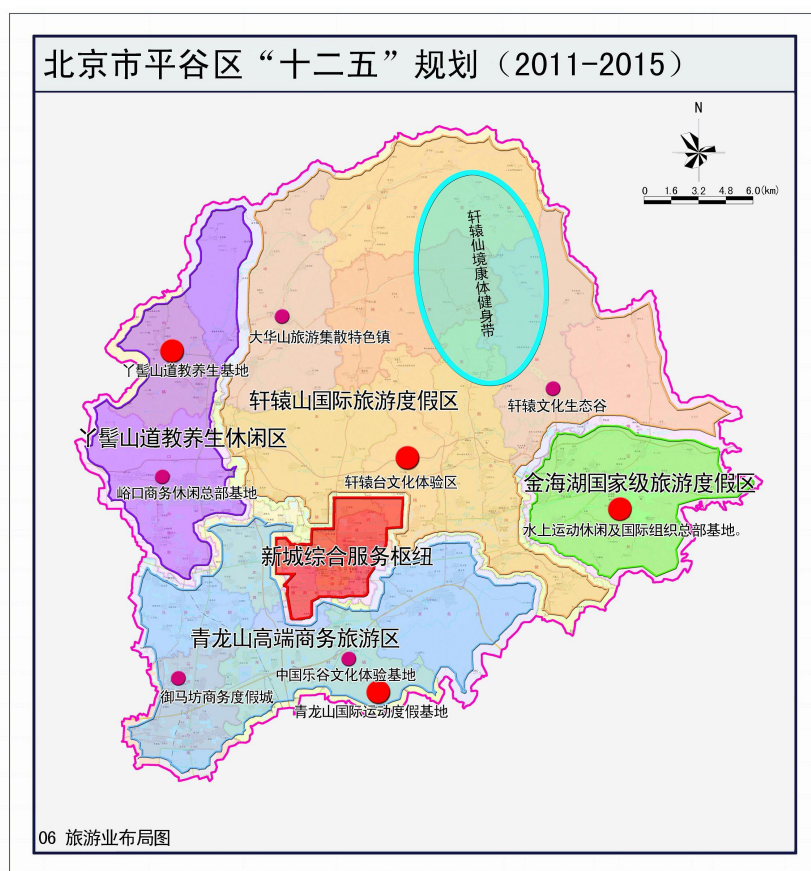 北京市平谷区“十二五”规划（2011-2015）
N
0 1.6 3.2 4.8 6.0(km)
轩辕仙境康体健身带
大华山旅游集散特色镇
丫髻山道教养生基地
轩辕山国际旅游度假区
轩辕文化生态谷
丫髻山道教养生休闲区
轩辕台文化体验区
金海湖国家级旅游度假区
峪口商务休闲总部基地
水上运动休闲及国际组织总部基地。
新城综合服务枢纽
青龙山高端商务旅游区
中国乐谷文化体验基地
御马坊商务度假城
青龙山国际运动度假基地
06 旅游业布局图